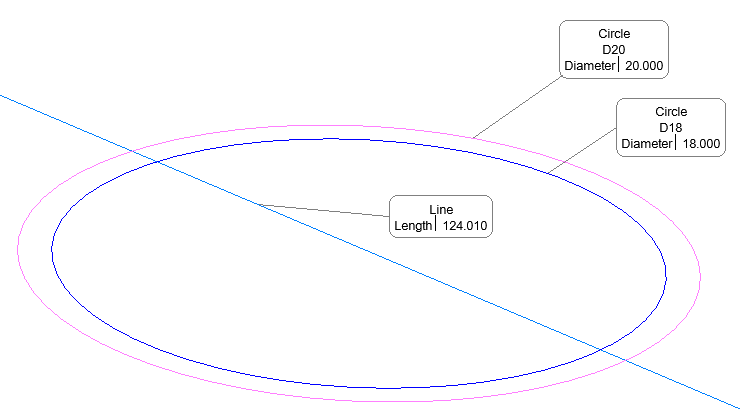 Circle
D20
Diameter 20.000
Circle
D18
Diameter 18.000
Line
Length 124.010